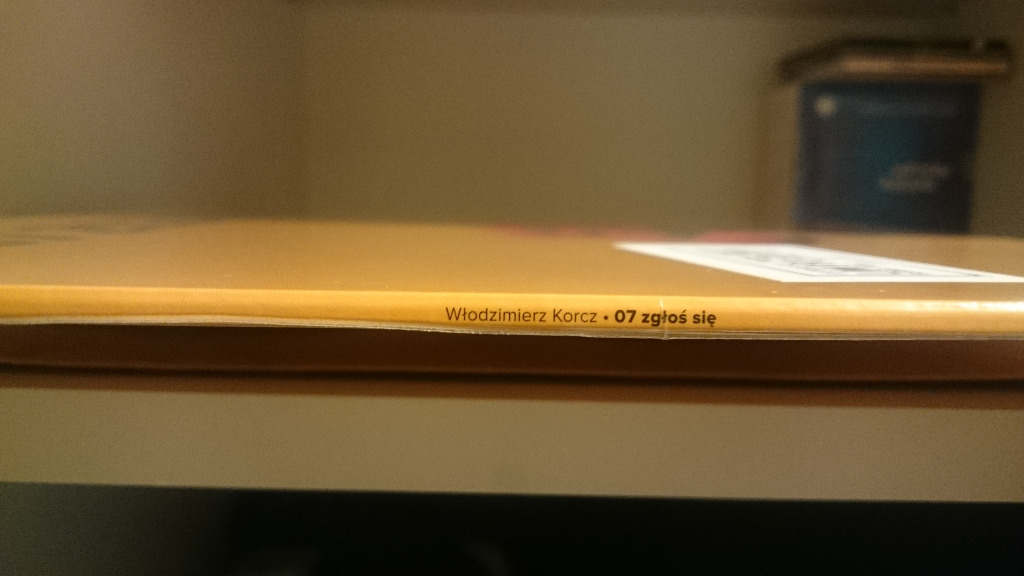 Włodzimierz Korcz • 07 zgłoś się